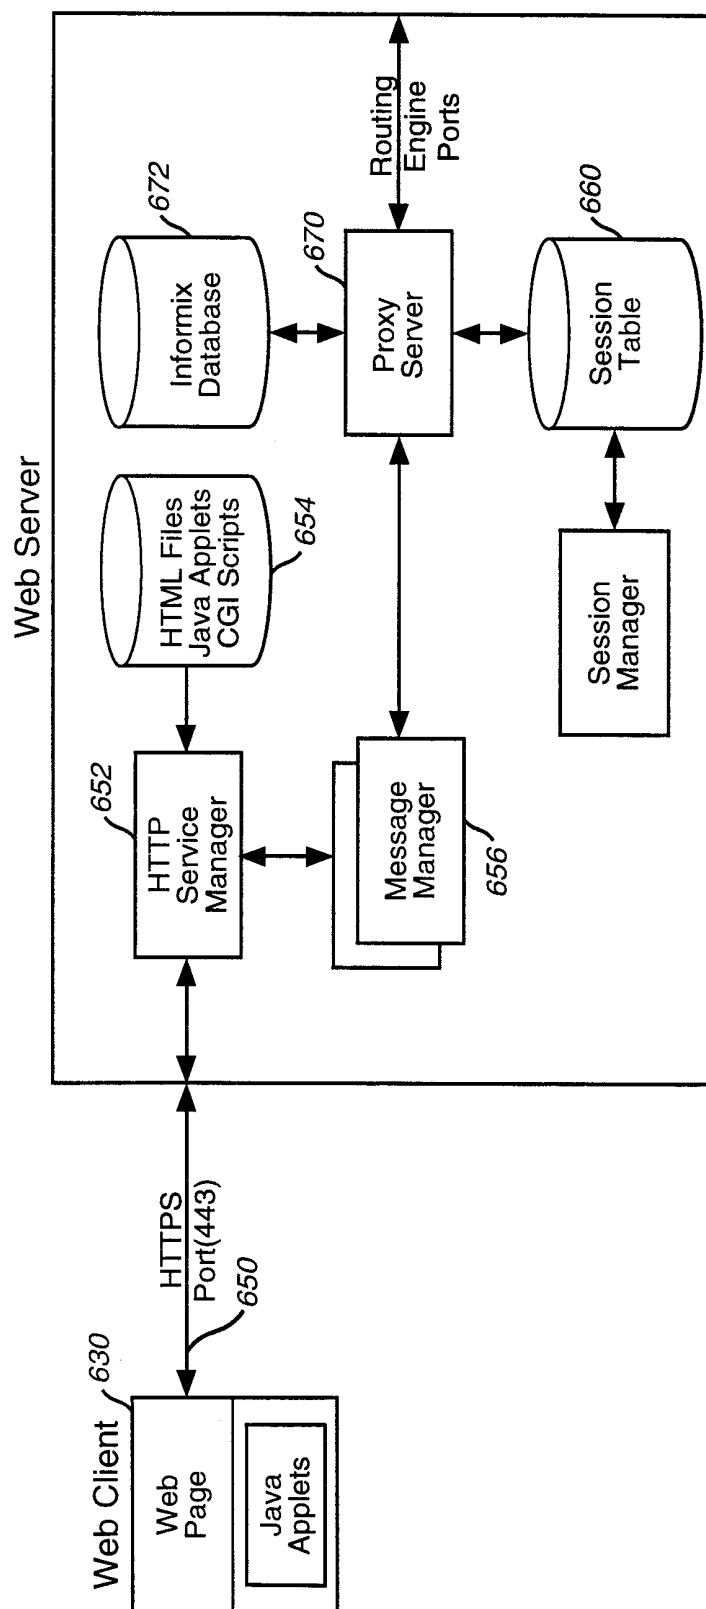 Web Server
Web Client
630
Web
Page
Java
Applets
HTTPS
Port(443)
650
652
HTTP
Service
Manager
HTML Files
Java Applets
CGI Scripts
654
Informix
Database
672
Message
Manager
656
670
Proxy
Server
Routing
Engine
Ports
Session
Manager
Session
Table
660